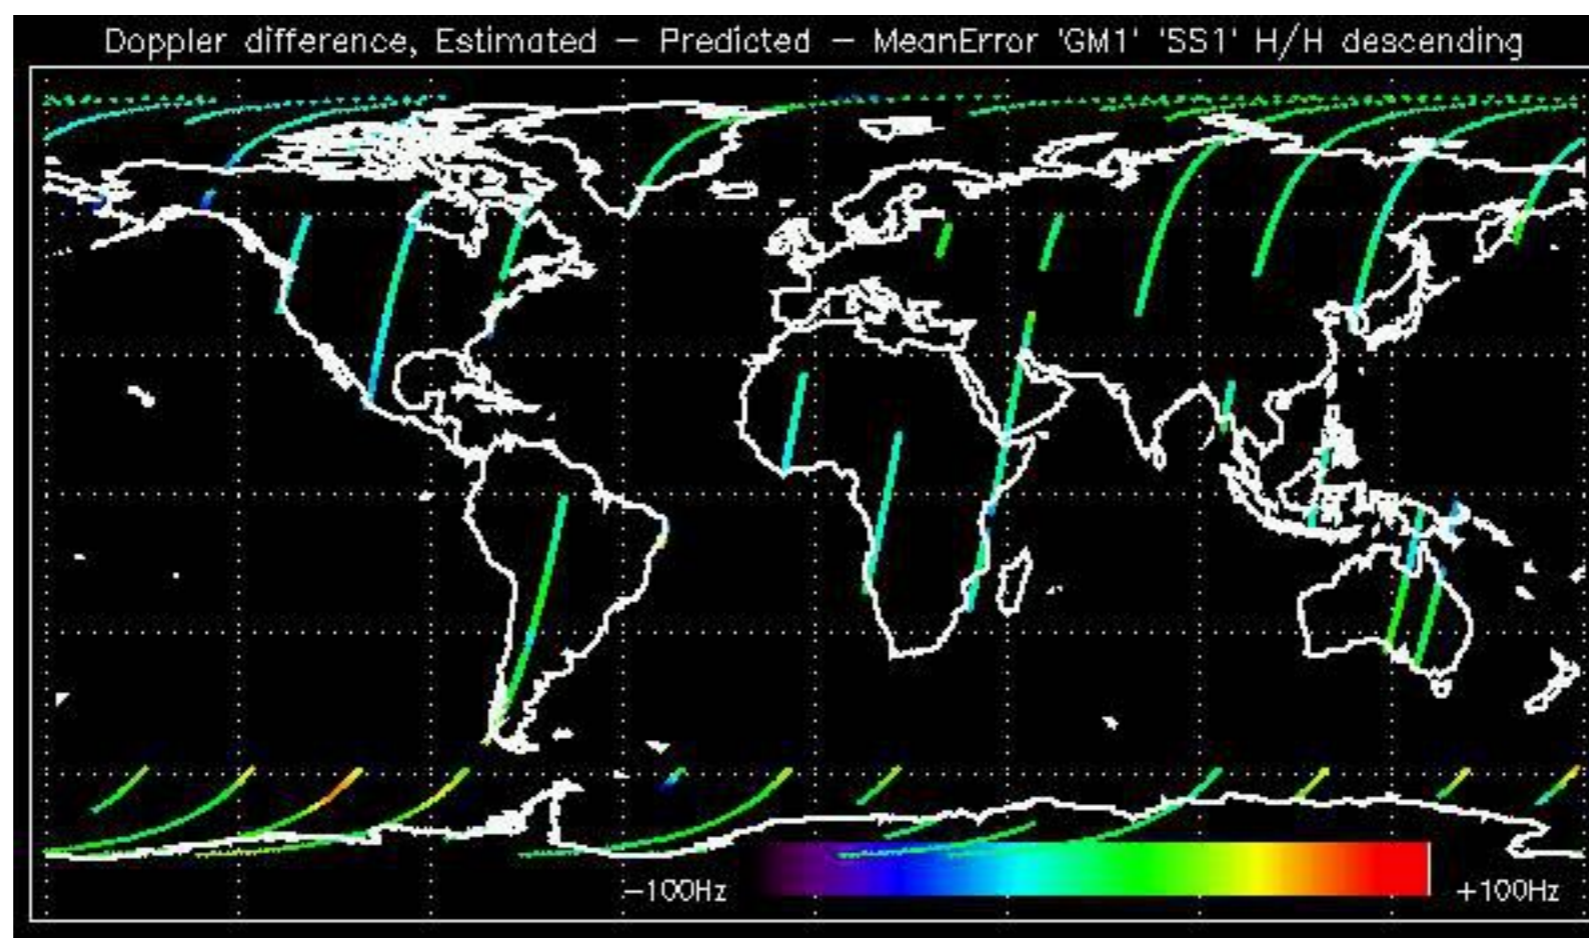 Doppler difference, Estimated – Predicted – MeanError 'GM1' 'SS1' H/H descending
–100Hz
+100Hz